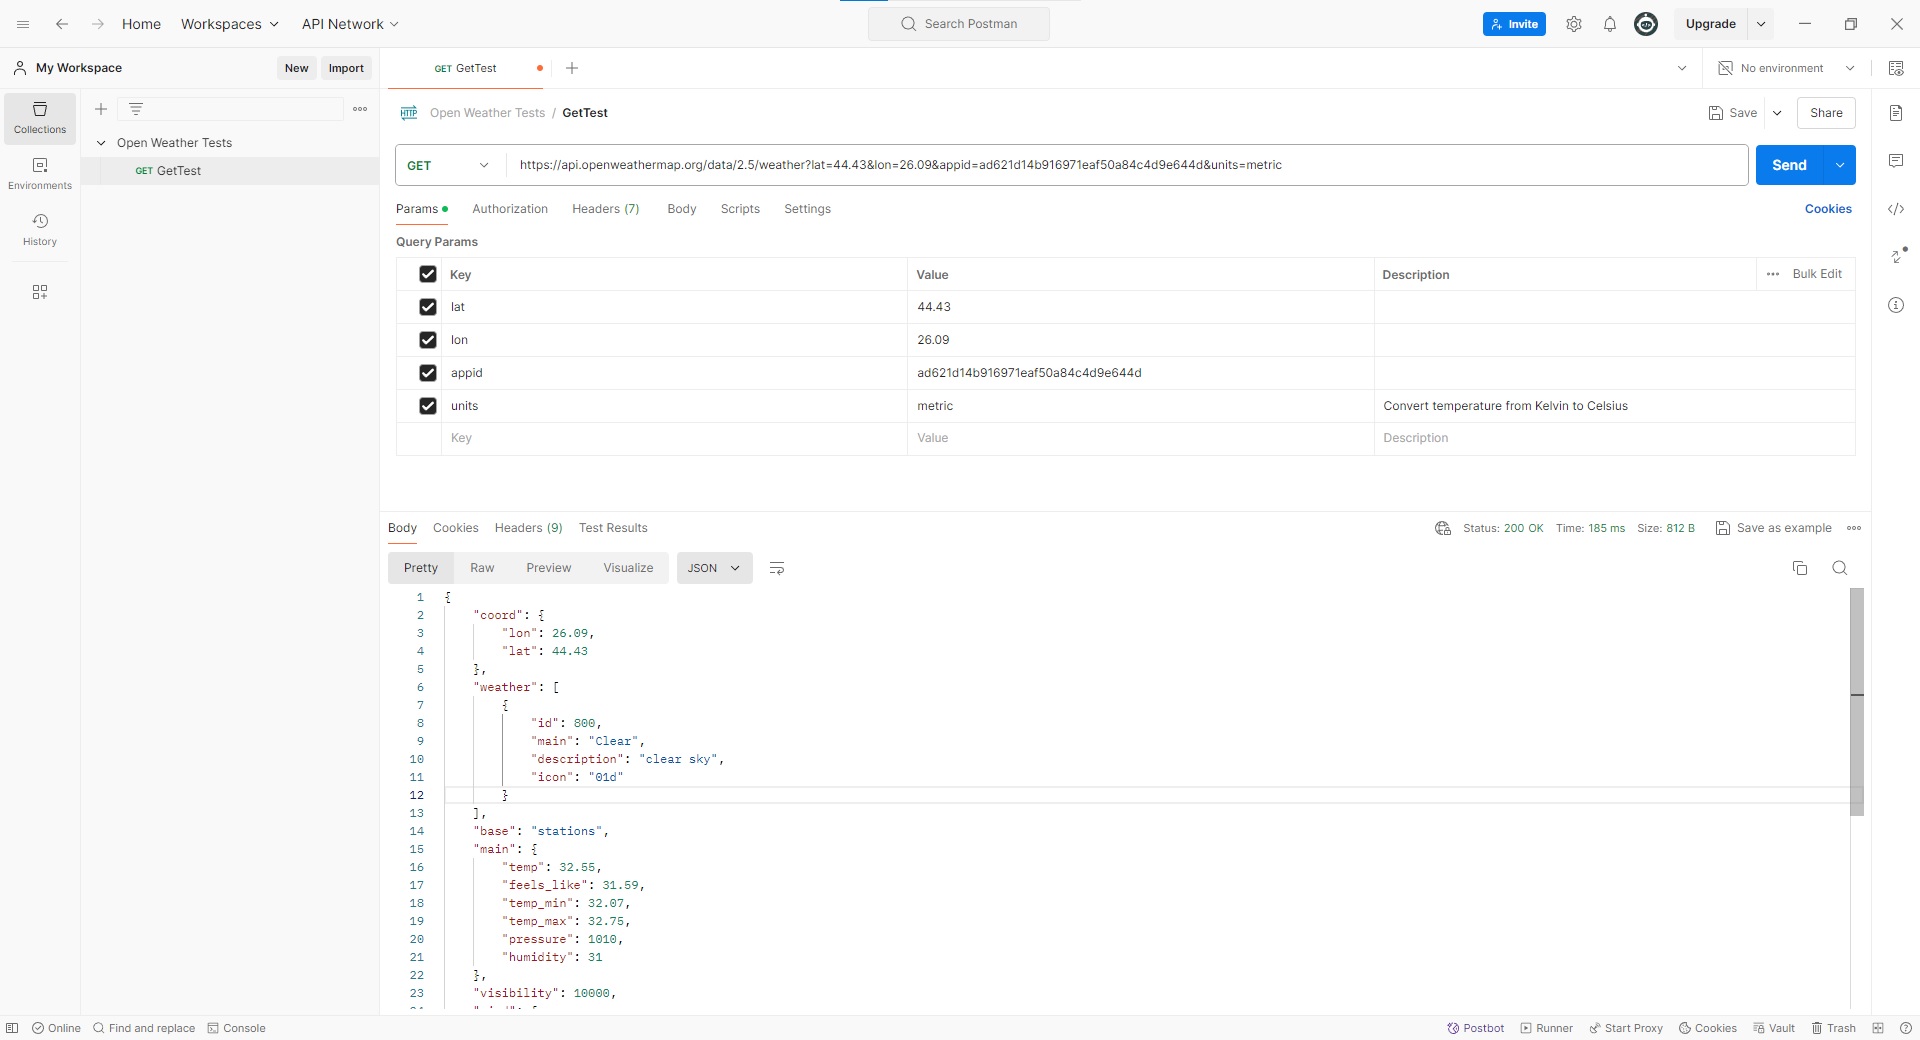 Home Workspaces API Network Search Postman Invite Upgrade
My Workspace New Import GET GetTest No environment
Collections
Environments
History
Open Weather Tests
GET GetTest
HTTP Open Weather Tests / GetTest Save Share
GET https://api.openweathermap.org/data/2.5/weather?lat=44.43&lon=26.09&appid=ad621d14b916971eaf50a84c4d9e644d&units=metric Send
Params Authorization Headers (7) Body Scripts Settings Cookies
Query Params
Key Value Description Bulk Edit
lat 44.43
lon 26.09
appid ad621d14b916971eaf50a84c4d9e644d
units metric Convert temperature from Kelvin to Celsius
Key Value Description
Body Cookies Headers (9) Test Results Status: 200 OK Time: 185 ms Size: 812 B Save as example
Pretty Raw Preview Visualize JSON
1 {
2 "coord": {
3 "lon": 26.09,
4 "lat": 44.43
5 },
6 "weather": [
7 {
8 "id": 800,
9 "main": "Clear",
10 "description": "clear sky",
11 "icon": "01d"
12 }
13 ],
14 "base": "stations",
15 "main": {
16 "temp": 32.55,
17 "feels_like": 31.59,
18 "temp_min": 32.07,
19 "temp_max": 32.75,
20 "pressure": 1010,
21 "humidity": 31
22 },
23 "visibility": 10000,
Online Find and replace Console Postbot Runner Start Proxy Cookies Vault Trash